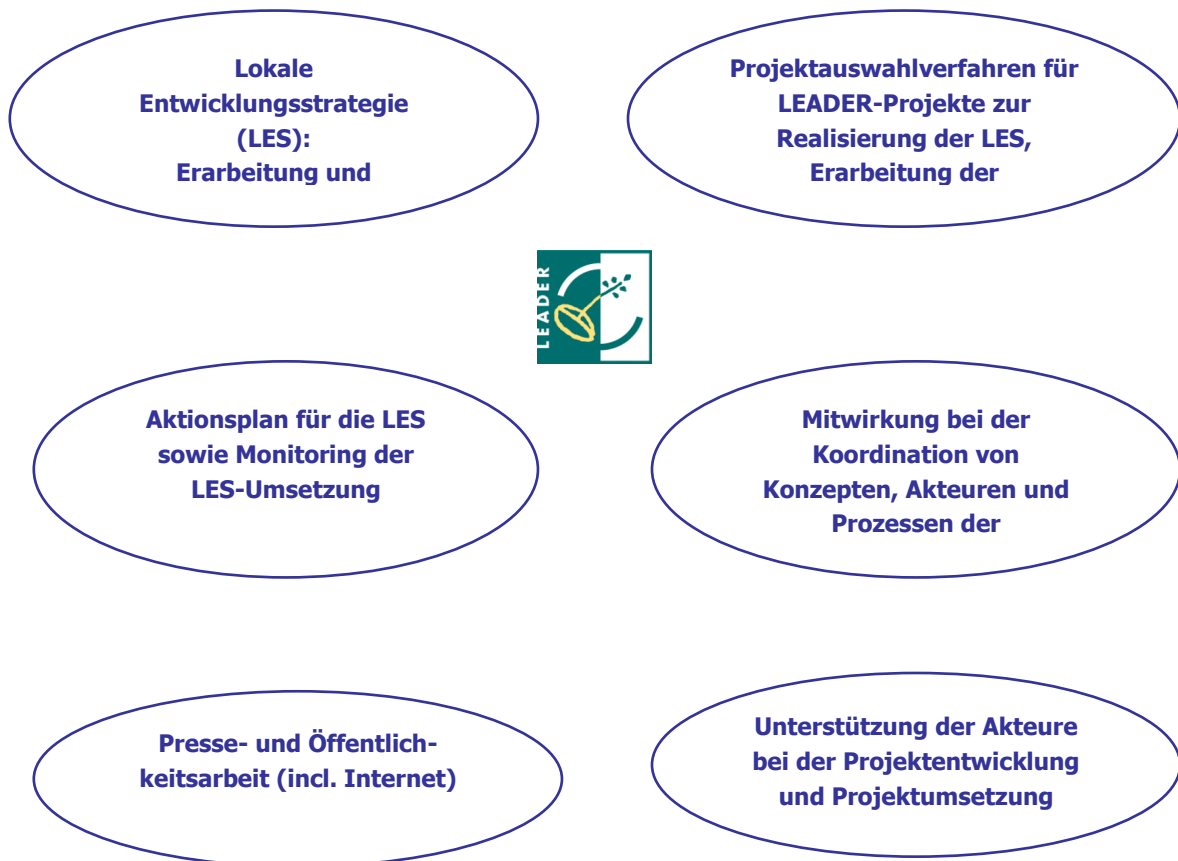 Lokale
Entwicklungsstrategie
(LES):
Erarbeitung und
Projektauswahlverfahren für
LEADER-Projekte zur
Realisierung der LES,
Erarbeitung der
LEADER
Aktionsplan für die LES
sowie Monitoring der
LES-Umsetzung
Mitwirkung bei der
Koordination von
Konzepten, Akteuren und
Prozessen der
Presse- und Öffentlich-
keitsarbeit (incl. Internet)
Unterstützung der Akteure
bei der Projektentwicklung
und Projektumsetzung